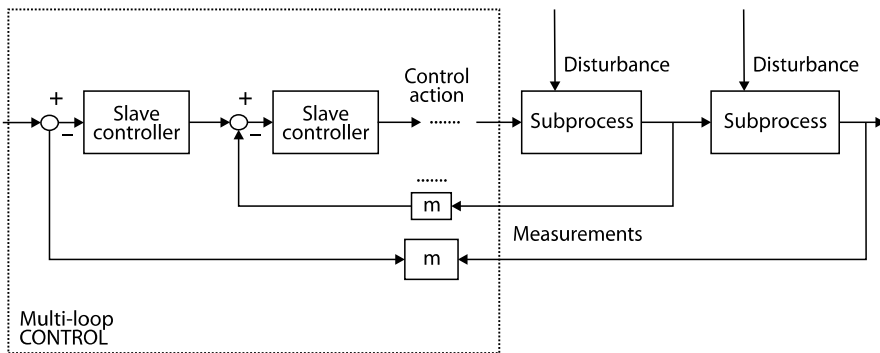 Disturbance
Disturbance
+
+
Control
action
Slave
controller
Slave
controller
.......
Subprocess
Subprocess
−
−
.......
m
Measurements
m
Multi-loop
CONTROL